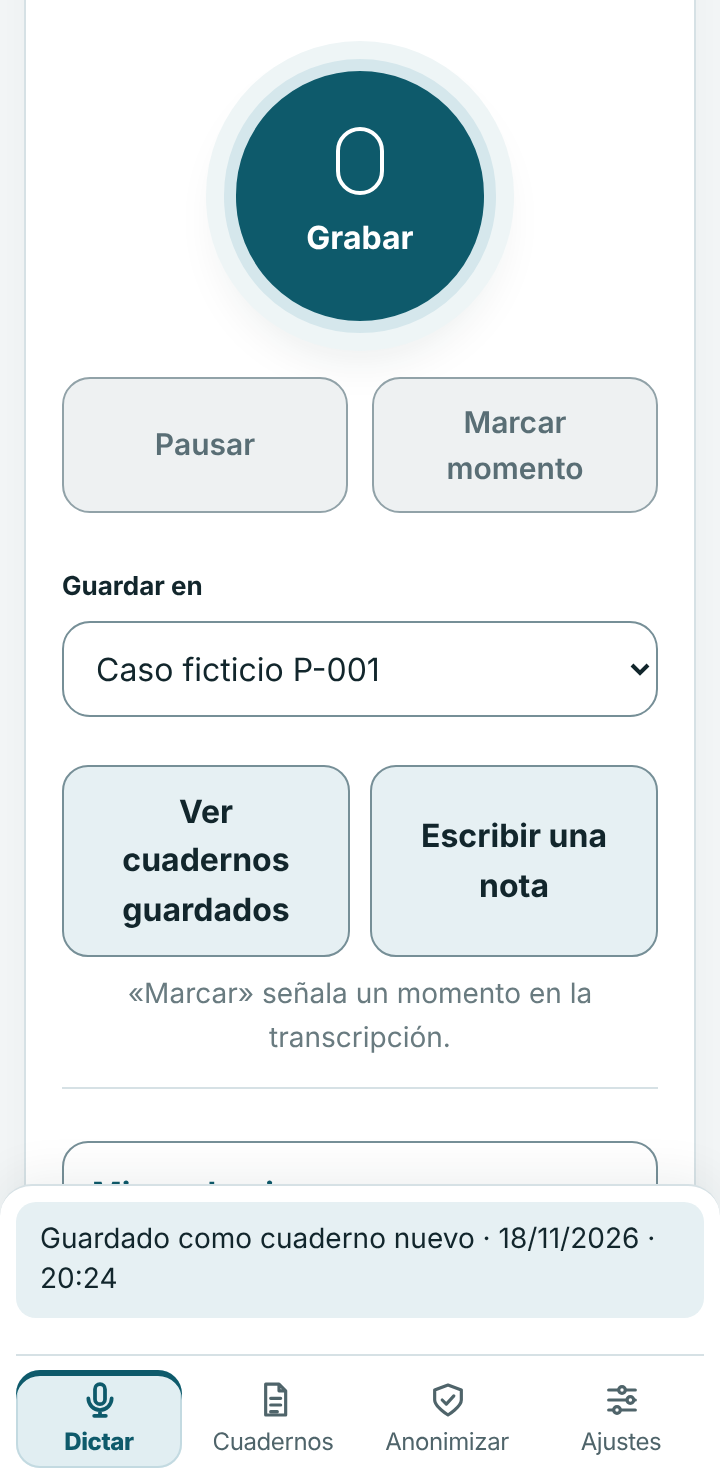 Grabar
Pausar
Marcar
momento
Guardar en
Caso ficticio P-001
Ver
cuadernos
guardados
Escribir una
nota
«Marcar» señala un momento en la
transcripción.
Guardado como cuaderno nuevo · 18/11/2026 ·
20:24
Dictar
Cuadernos
Anonimizar
Ajustes